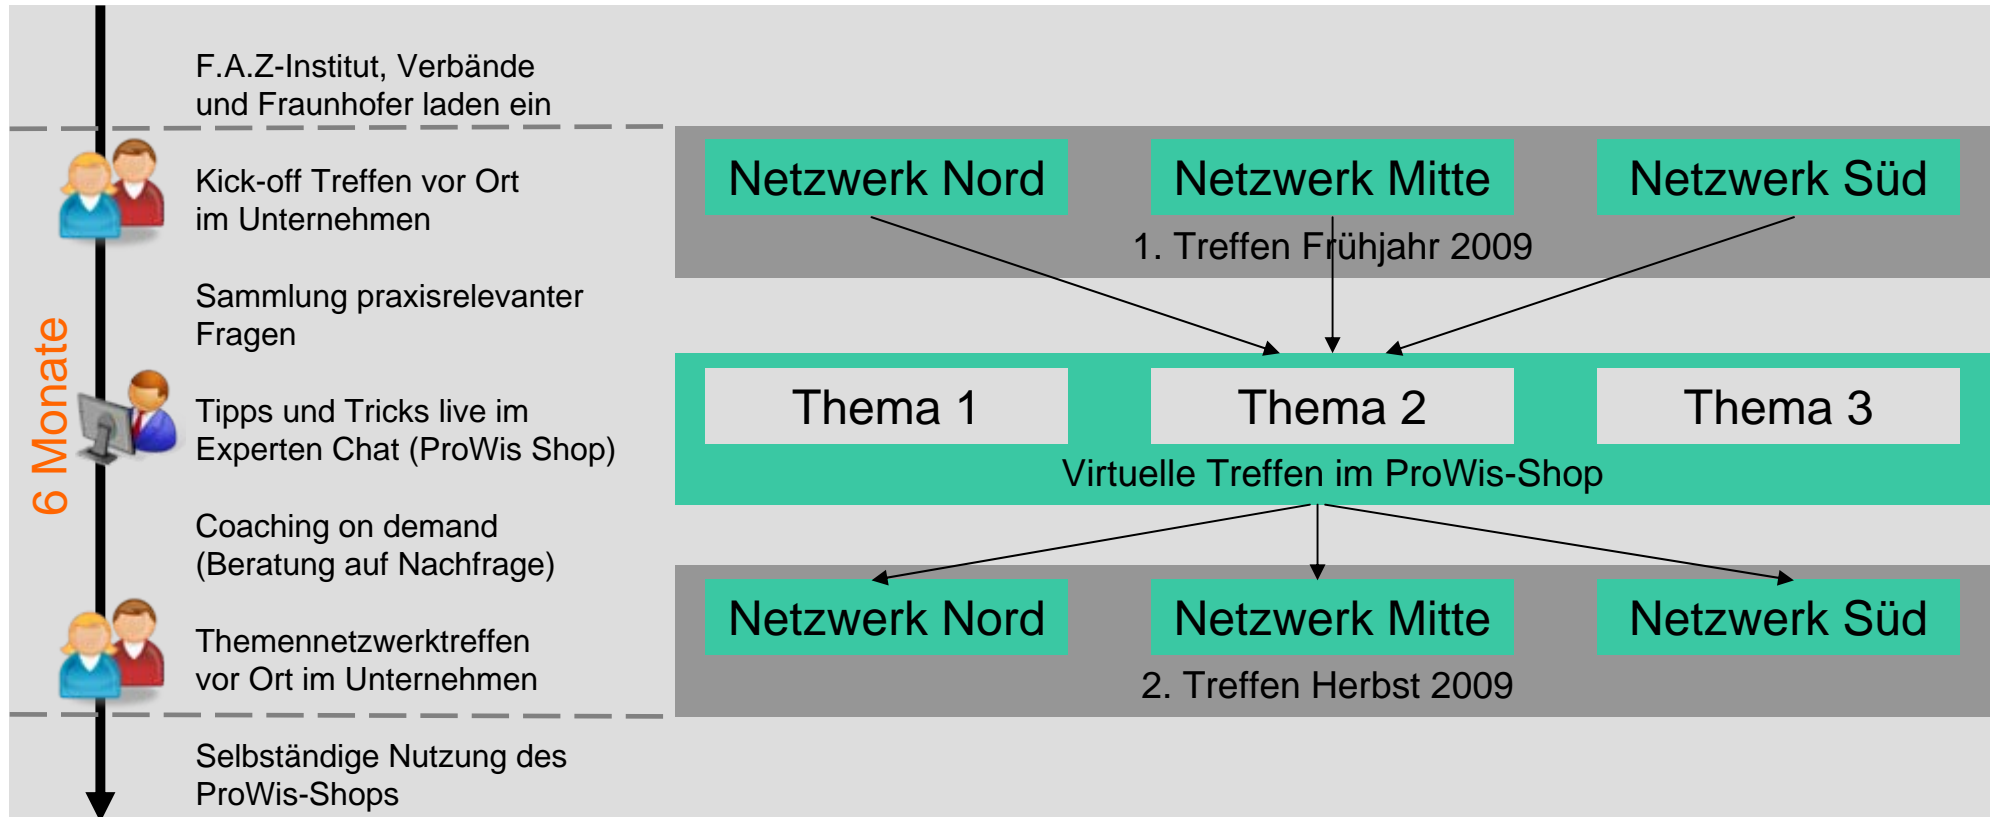 F.A.Z-Institut, Verbände
und Fraunhofer laden ein
Kick-off Treffen vor Ort
im Unternehmen
Sammlung praxisrelevanter
Fragen
Tipps und Tricks live im
Experten Chat (ProWis Shop)
Coaching on demand
(Beratung auf Nachfrage)
Themennetzwerktreffen
vor Ort im Unternehmen
Selbständige Nutzung des
ProWis-Shops
6 Monate
Netzwerk Nord
Netzwerk Mitte
Netzwerk Süd
1. Treffen Frühjahr 2009
Thema 1
Thema 2
Thema 3
Virtuelle Treffen im ProWis-Shop
Netzwerk Nord
Netzwerk Mitte
Netzwerk Süd
2. Treffen Herbst 2009